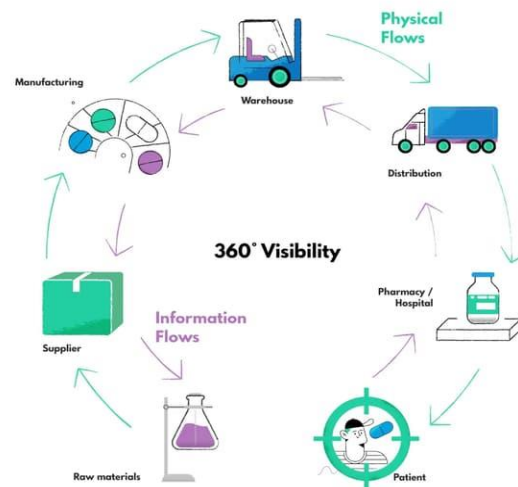 Physical
Flows
Manufacturing
Warehouse
Distribution
360° Visibility
Pharmacy /
Hospital
Information
Flows
Supplier
Raw materials
Patient